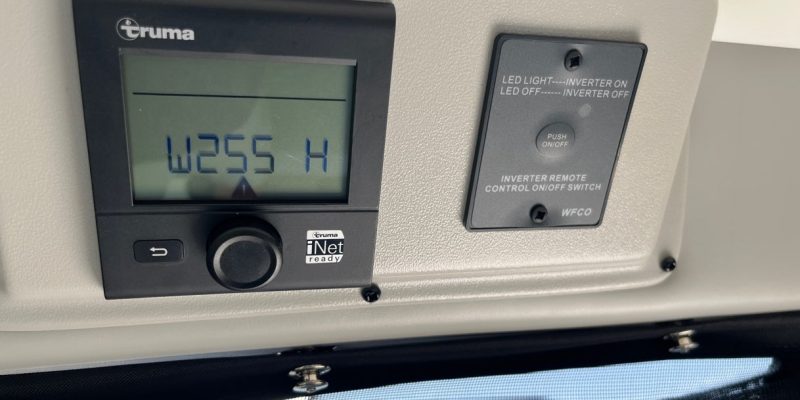 truma
W255 H
truma
iNet
ready
LED LIGHT----INVERTER ON
LED OFF------ INVERTER OFF
PUSH
ON/OFF
INVERTER REMOTE
CONTROL ON/OFF SWITCH
WFCO